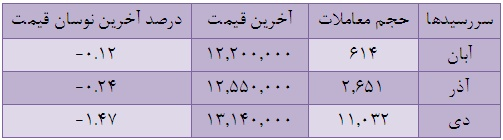 سررسیدها حجم معاملات آخرین قیمت درصد آخرین نوسان قیمت
آبان ۶۱۴ ۱۲,۲۰۰,۰۰۰ -۰.۱۲
آذر ۲,۶۵۱ ۱۲,۵۵۰,۰۰۰ -۰.۲۴
دی ۱۱,۰۳۲ ۱۳,۱۴۰,۰۰۰ -۱.۴۷